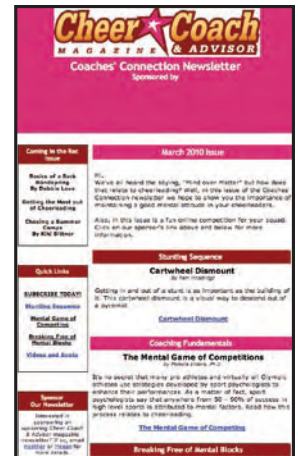 Cheer Coach
MAGAZINE & ADVISOR
Coaches' Connection Newsletter
Sponsored by
Coming in the
Issue
Basics of a Back
Handspring
By Debbie Love
Getting the Most out
of Cheerleading
Choosing a Summer
Camp
By
Quick Links
SUBSCRIBE TODAY!
Stunting Sequence
Mental Game of
Competing
Breaking Free of
Mental Blocks
Videos and Books
Sponsor
Our Newsletter
Interested in
sponsoring an
upcoming Cheer Coach
& Advisor magazine
newsletter? If so, email
or for
more details.
March 2010 Issue
Hi,
We've all heard the saying, "Mind over Matter" but how does
that relate to cheerleading? Well, in this issue of the Coaches'
Connection newsletter we hope to show you the importance of
maintaining a good mental attitude in your cheerleaders.
Also, in this issue is a fun online competition for your squad.
Click on our sponsor's link above and below for more
information.
Stunting Sequence
Cartwheel Dismount
By
Getting in and out of a stunt is as important as the building of
it. This cartwheel dismount is a visual way to descend out of
a pyramid.
Cartwheel Dismount
Coaching Fundamentals
The Mental Game of Competitions
By Pamela Enders, Ph.D.
It's no secret that many pro athletes and virtually all Olympic
athletes use strategies developed by sport psychologists to
enhance their performances. As a matter of fact, sport
psychologists say that anywhere from 50 - 90% of success in
high level sports is attributed to mental factors. Read how this
process relates to cheerleading.
The Mental Game of Competing
Breaking Free of Mental Blocks